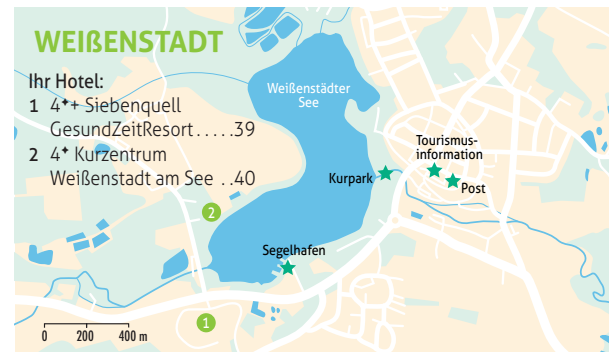 WEIßENSTADT
Ihr Hotel:
1 4✦+ Siebenquell
GesundZeitResort.....39
2 4✦ Kurzentrum
Weißenstadt am See ..40
Weißenstädter
See
Tourismus-
information
Kurpark
Post
2
Segelhafen
1
0 200 400 m